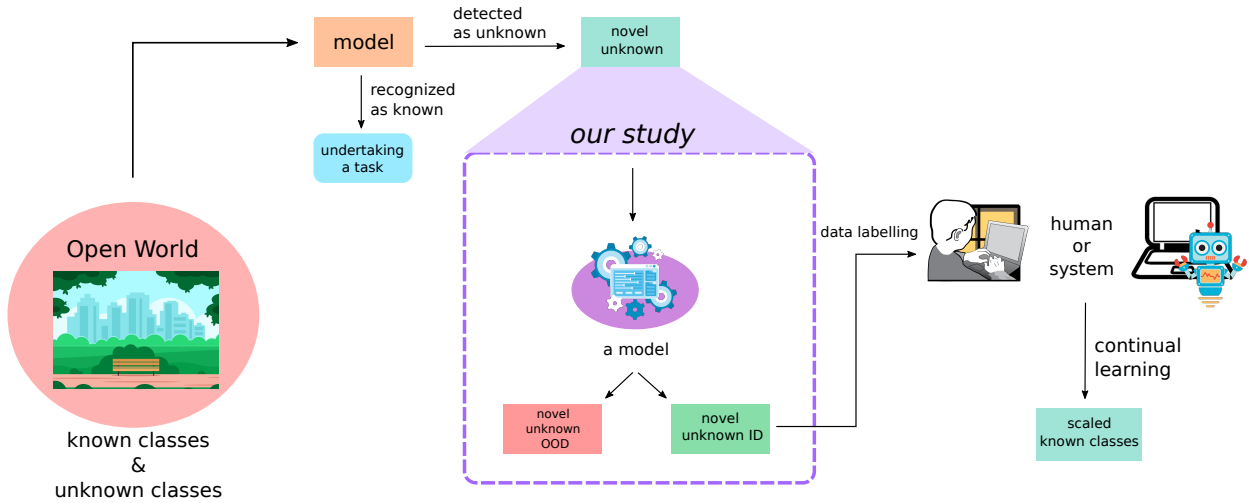 Open World
known classes
&
unknown classes
model
detected
as unknown
recognized
as known
undertaking
a task
novel
unknown
our study
a model
novel
unknown
OOD
novel
unknown ID
data labelling
human
or
system
continual
learning
scaled
known classes